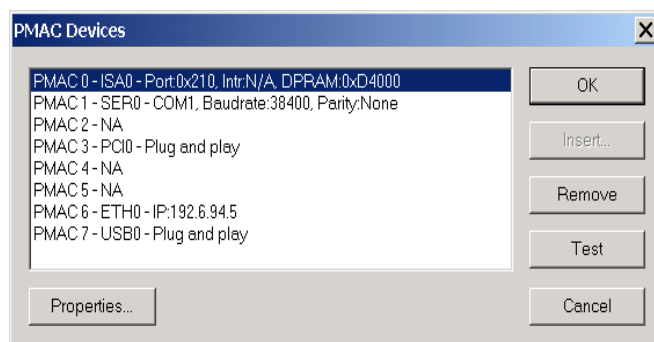 PMAC Devices
PMAC 0 - ISA0 - Port:0x210, Intr:N/A, DPRAM:0xD4000
PMAC 1 - SER0 - COM1, Baudrate:38400, Parity:None
PMAC 2 - NA
PMAC 3 - PCI0 - Plug and play
PMAC 4 - NA
PMAC 5 - NA
PMAC 6 - ETH0 - IP:192.6.94.5
PMAC 7 - USB0 - Plug and play
OK
Insert...
Remove
Test
Properties...
Cancel